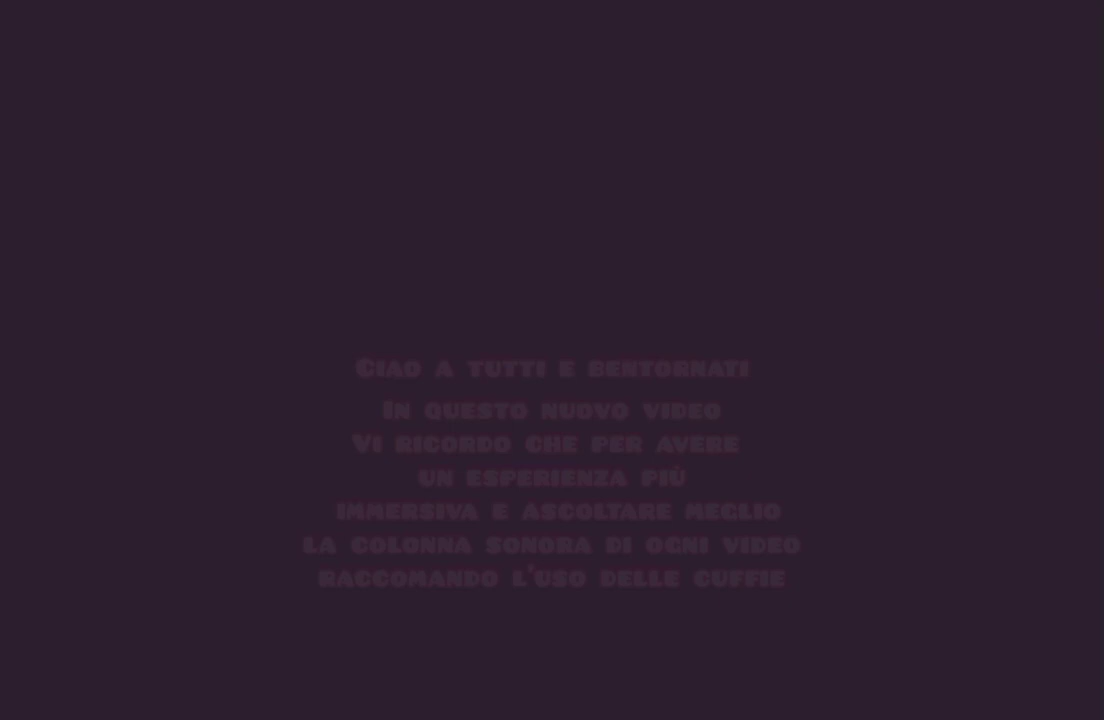 Ciao a tutti e bentornati
In questo nuovo video
Vi ricordo che per avere
un esperienza più
immersiva e ascoltare meglio
la colonna sonora di ogni video
raccomando l'uso delle cuffie